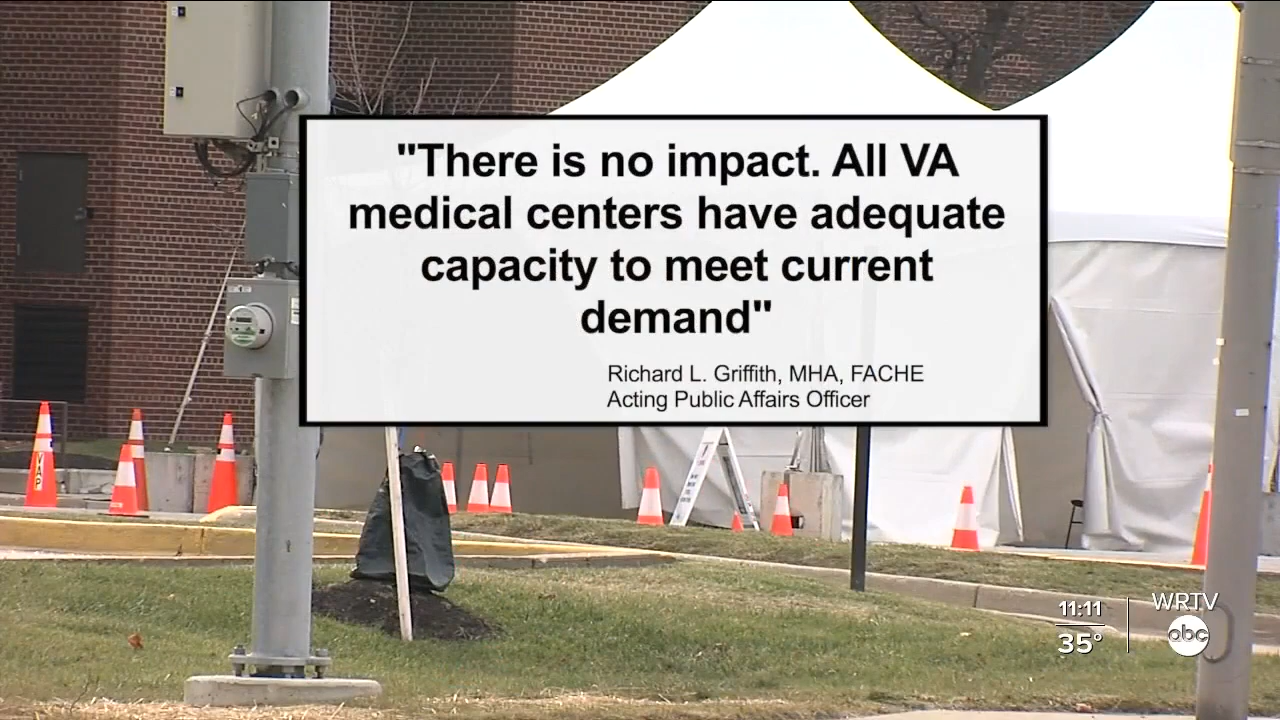 "There is no impact. All VA
medical centers have adequate
capacity to meet current
demand"
Richard L. Griffith, MHA, FACHE
Acting Public Affairs Officer
VAP
11:11
35°
WRTV
abc